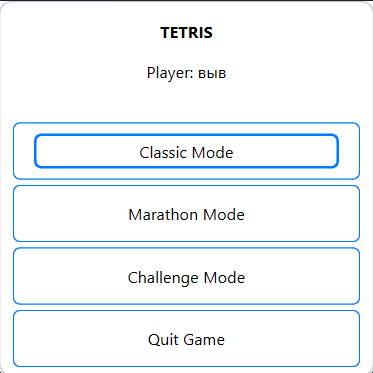 TETRIS
Player: выв
Classic Mode
Marathon Mode
Challenge Mode
Quit Game